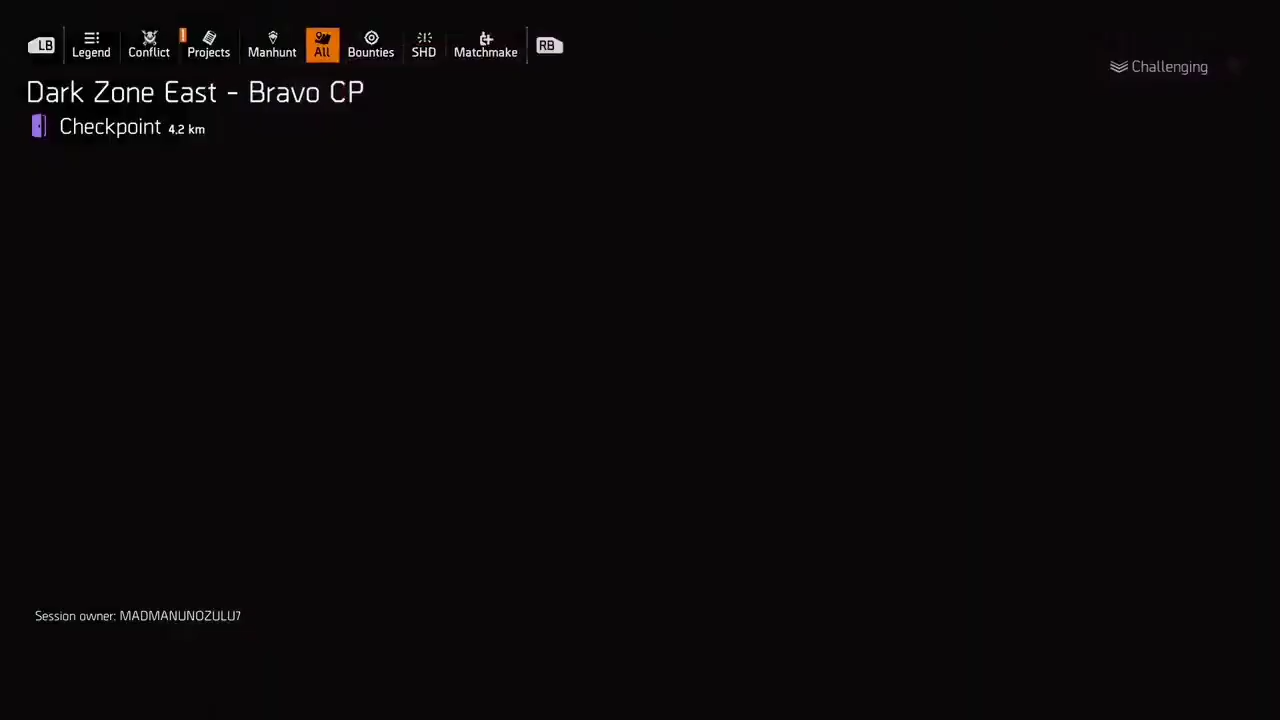 LB Legend Conflict Projects Manhunt All Bounties SHD Matchmake RB
Challenging
Dark Zone East - Bravo CP
Checkpoint 4.2 km
Session owner: MADMANUNOZULU7